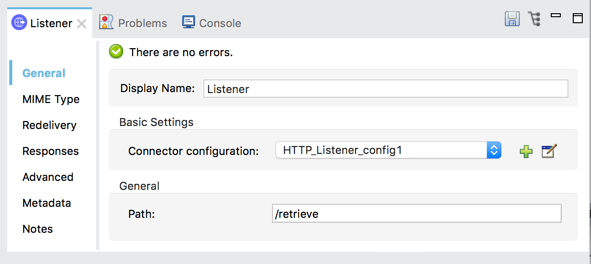 Listener
Problems
Console
There are no errors.
General
MIME Type
Redelivery
Responses
Advanced
Metadata
Notes
Display Name: Listener
Basic Settings
Connector configuration: HTTP_Listener_config1
General
Path: /retrieve